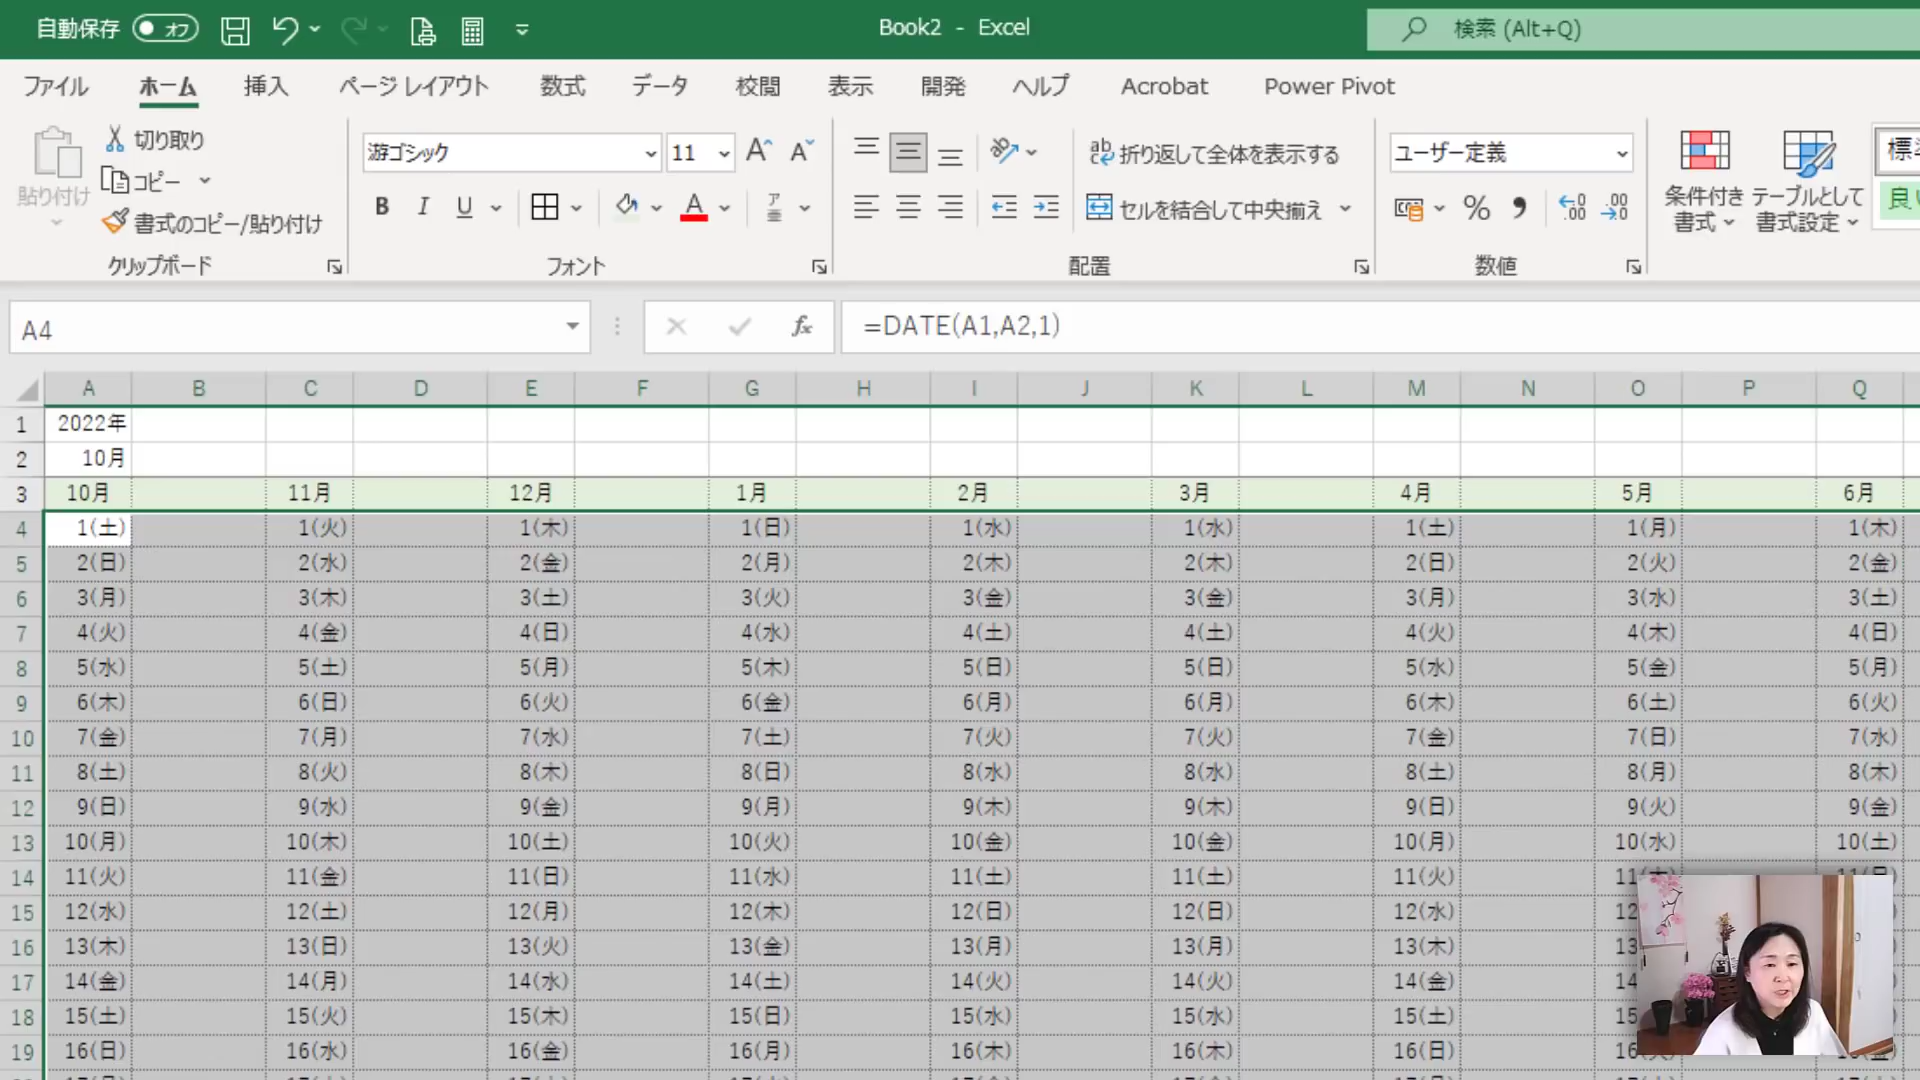 自動保存 オフ Book2 - Excel 検索 (Alt+Q)
ファイル ホーム 挿入 ページ レイアウト 数式 データ 校閲 表示 開発 ヘルプ Acrobat Power Pivot
貼り付け
切り取り
コピー
書式のコピー/貼り付け
クリップボード
游ゴシック 11 A A
B I U A ア亜
フォント
ab 折り返して全体を表示する
セルを結合して中央揃え
配置
ユーザー定義
% 9 .00 .00
数値
条件付き書式
テーブルとして書式設定
A4 fx =DATE(A1,A2,1)
A B C D E F G H I J K L M N O P Q
1 2022年
2 10月
3 10月 11月 12月 1月 2月 3月 4月 5月 6月
4 1(土) 1(火) 1(木) 1(日) 1(水) 1(水) 1(土) 1(月) 1(木)
5 2(日) 2(水) 2(金) 2(月) 2(木) 2(木) 2(日) 2(火) 2(金)
6 3(月) 3(木) 3(土) 3(火) 3(金) 3(金) 3(月) 3(水) 3(土)
7 4(火) 4(金) 4(日) 4(水) 4(土) 4(土) 4(火) 4(木) 4(日)
8 5(水) 5(土) 5(月) 5(木) 5(日) 5(日) 5(水) 5(金) 5(月)
9 6(木) 6(日) 6(火) 6(金) 6(月) 6(月) 6(木) 6(土) 6(火)
10 7(金) 7(月) 7(水) 7(土) 7(火) 7(火) 7(金) 7(日) 7(水)
11 8(土) 8(火) 8(木) 8(日) 8(水) 8(水) 8(土) 8(月) 8(木)
12 9(日) 9(水) 9(金) 9(月) 9(木) 9(木) 9(日) 9(火) 9(金)
13 10(月) 10(木) 10(土) 10(火) 10(金) 10(金) 10(月) 10(水) 10(土)
14 11(火) 11(金) 11(日) 11(水) 11(土) 11(土) 11(火)
15 12(水) 12(土) 12(月) 12(木) 12(日) 12(日) 12(水) 12
16 13(木) 13(日) 13(火) 13(金) 13(月) 13(月) 13(木) 13
17 14(金) 14(月) 14(水) 14(土) 14(火) 14(火) 14(金) 14
18 15(土) 15(火) 15(木) 15(日) 15(水) 15(水) 15(土) 15
19 16(日) 16(水) 16(金) 16(月) 16(木) 16(木) 16(日) 16